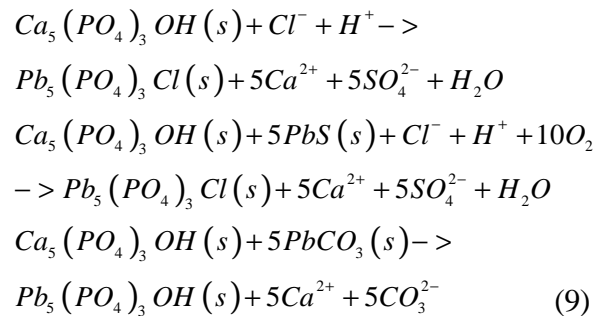 Ca₅(PO₄)₃OH(s)+Cl⁻+H⁺−>
Pb₅(PO₄)₃Cl(s)+5Ca²⁺+5SO₄²⁻+H₂O
Ca₅(PO₄)₃OH(s)+5PbS(s)+Cl⁻+H⁺+10O₂
−>Pb₅(PO₄)₃Cl(s)+5Ca²⁺+5SO₄²⁻+H₂O
Ca₅(PO₄)₃OH(s)+5PbCO₃(s)−>
Pb₅(PO₄)₃OH(s)+5Ca²⁺+5CO₃²⁻ (9)